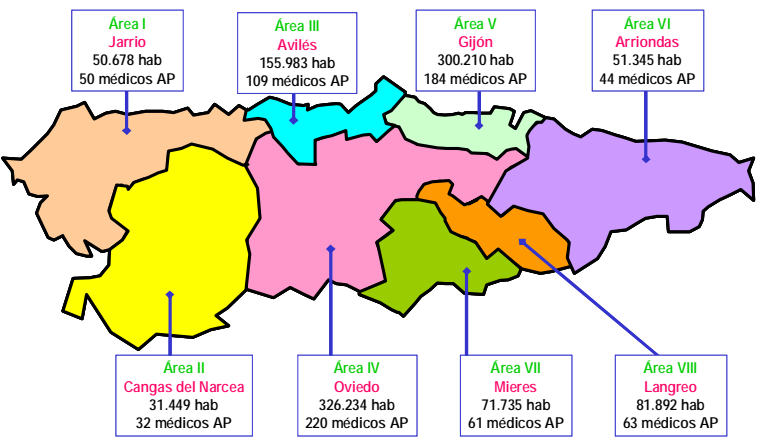 Área I
Jarrio
50.678 hab
50 médicos AP
Área III
Avilés
155.983 hab
109 médicos AP
Área V
Gijón
300.210 hab
184 médicos AP
Área VI
Arriondas
51.345 hab
44 médicos AP
Área II
Cangas del Narcea
31.449 hab
32 médicos AP
Área IV
Oviedo
326.234 hab
220 médicos AP
Área VII
Mieres
71.735 hab
61 médicos AP
Área VIII
Langreo
81.892 hab
63 médicos AP